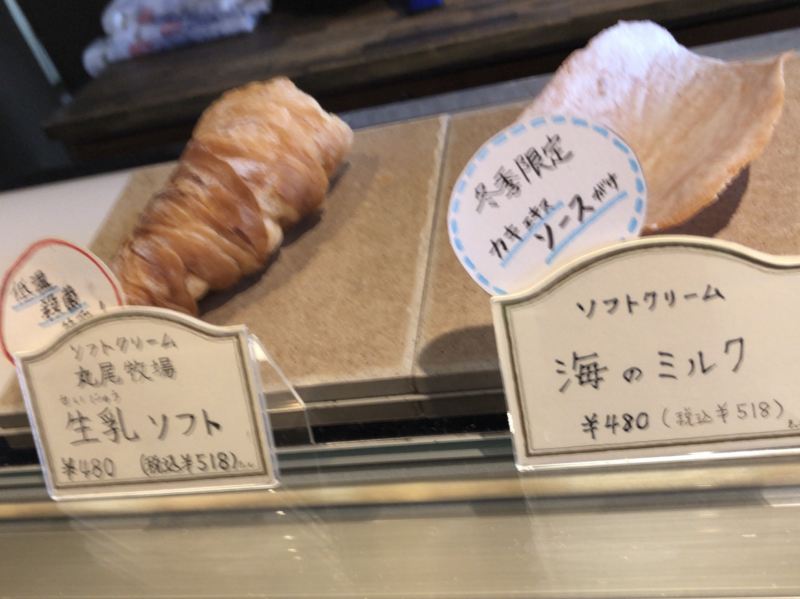 低温
殺菌
ソフトクリーム
丸尾牧場
せいにゅう
生乳 ソフト
¥480 (税込¥518)
冬季限定
カキエキス
ソース がけ
ソフトクリーム
海のミルク
¥480 (税込¥518)